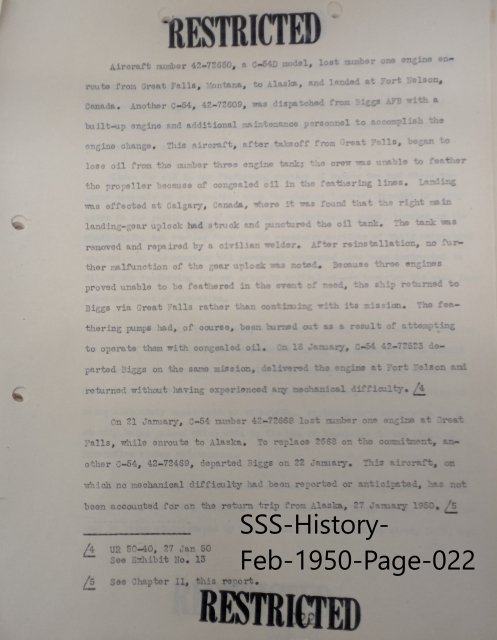 RESTRICTED
Aircraft number 42-72650, a C-54D model, lost number one engine en-
route from Great Falls, Montana, to Alaska, and landed at Fort Nelson,
Canada. Another C-54, 42-72609, was dispatched from Biggs AFB with a
built-up engine and additional maintenance personnel to accomplish the
engine change. This aircraft, after takeoff from Great Falls, began to
lose oil from the number three engine tank; the crew was unable to feather
the propeller because of congealed oil in the feathering lines. Landing
was effected at Calgary, Canada, where it was found that the right main
landing-gear uplock had struck and punctured the oil tank. The tank was
removed and repaired by a civilian welder. After reinstallation, no fur-
ther malfunction of the gear uplock was noted. Because three engines
proved unable to be feathered in the event of need, the ship returned to
Biggs via Great Falls rather than continuing with its mission. The fea-
thering pumps had, of course, been burned out as a result of attempting
to operate them with congealed oil. On 15 January, C-54 42-72523 de-
parted Biggs on the same mission, delivered the engine at Fort Nelson and
returned without having experienced any mechanical difficulty. /4
On 21 January, C-54 number 42-72668 lost number one engine at Great
Falls, while enroute to Alaska. To replace 2668 on the commitment, an-
other C-54, 42-72469, departed Biggs on 22 January. This aircraft, on
which no mechanical difficulty had been reported or anticipated, has not
been accounted for on the return trip from Alaska, 27 January 1950. /5
SSS-History-
Feb-1950-Page-022
/4 UR 50-40, 27 Jan 50
See Exhibit No. 13
/5 See Chapter II, this report.
RESTRICTED